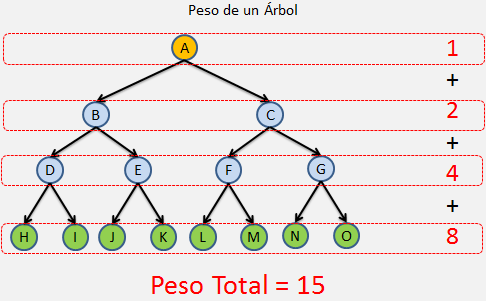 Peso de un Árbol
A 1
+
B C 2
+
D E F G 4
+
H I J K L M N O 8
Peso Total = 15